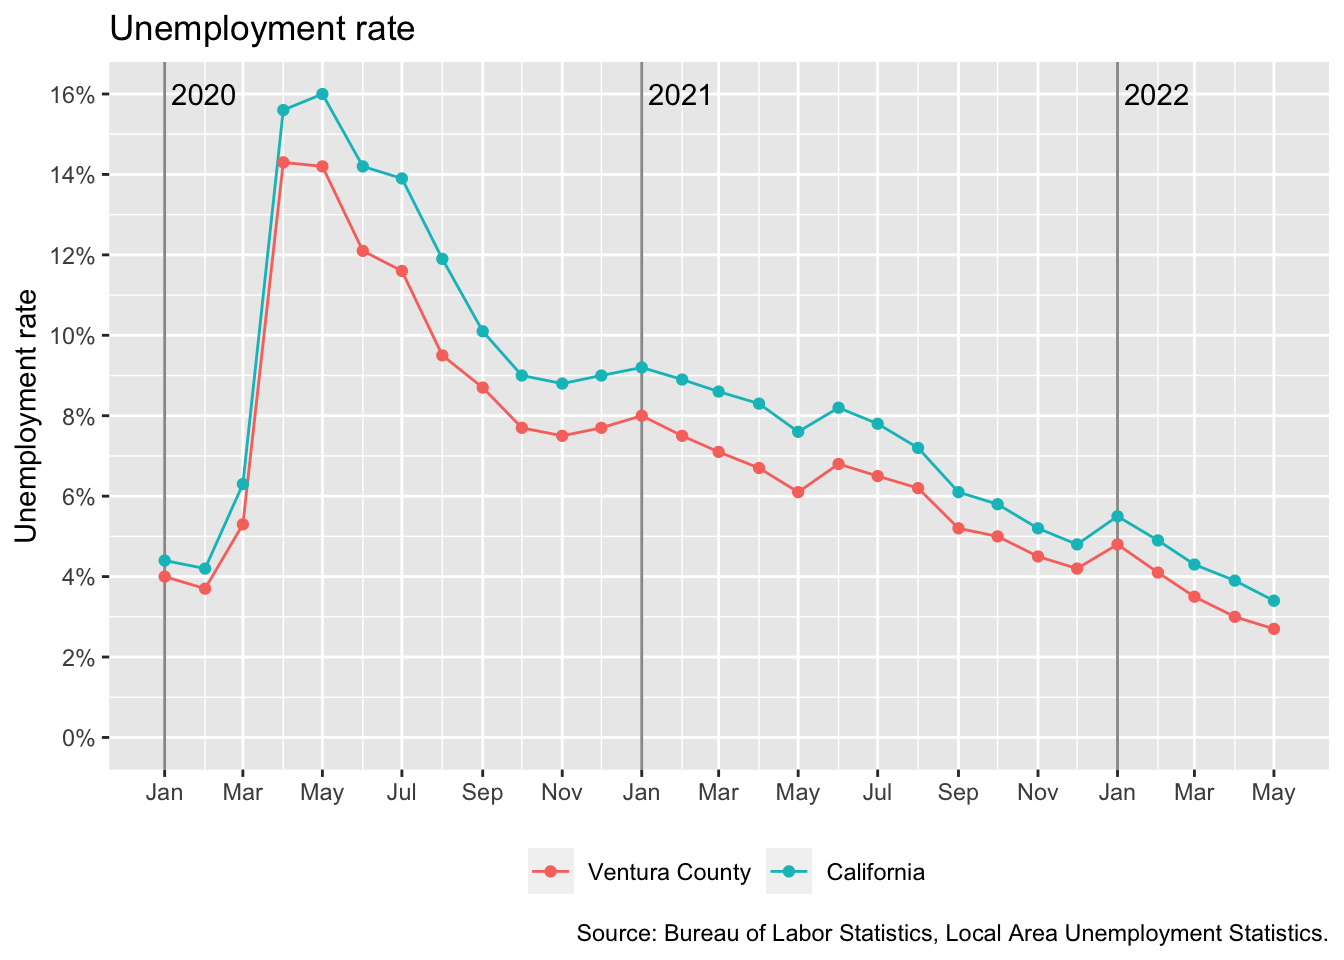 Unemployment rate
16%
14%
12%
10%
8%
6%
4%
2%
0%
Unemployment rate
2020 2021 2022
Jan Mar May Jul Sep Nov Jan Mar May Jul Sep Nov Jan Mar May
Ventura County California
Source: Bureau of Labor Statistics, Local Area Unemployment Statistics.